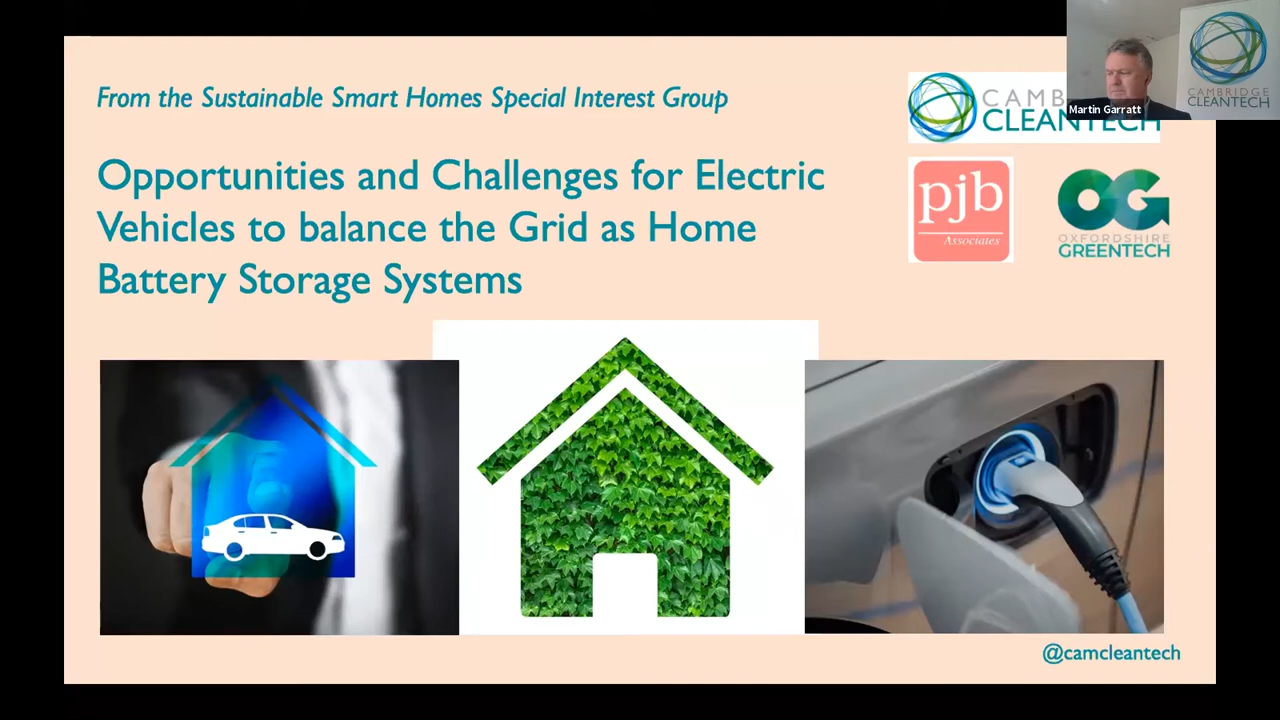 From the Sustainable Smart Homes Special Interest Group
Opportunities and Challenges for Electric
Vehicles to balance the Grid as Home
Battery Storage Systems
CAMB
CLEANTECH
Martin Garratt
CAMBRIDGE
CLEANTECH
pjb
Associates
OG
OXFORDSHIRE
GREENTECH
@camcleantech